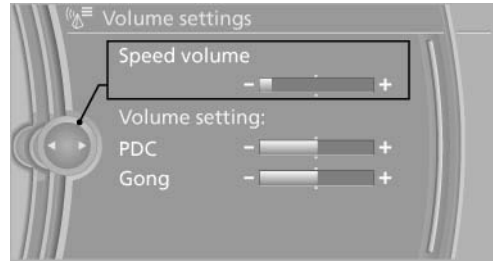 Volume settings
Speed volume
- +
Volume setting:
PDC - +
Gong - +